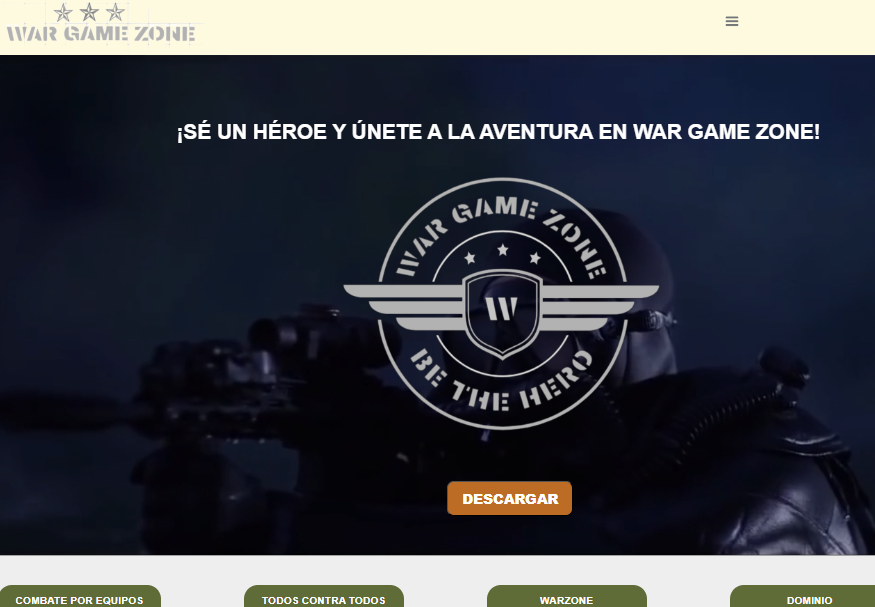 WAR GAME ZONE
¡SÉ UN HÉROE Y ÚNETE A LA AVENTURA EN WAR GAME ZONE!
WAR GAME ZONE
W
BE THE HERO
DESCARGAR
COMBATE POR EQUIPOS
TODOS CONTRA TODOS
WARZONE
DOMINIO